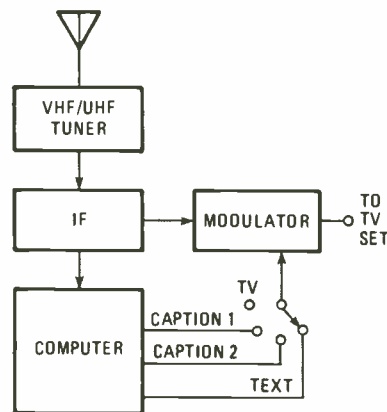 VHF/UHF
TUNER
IF
MODULATOR
TO
TV
SET
COMPUTER
TV
CAPTION 1
CAPTION 2
TEXT